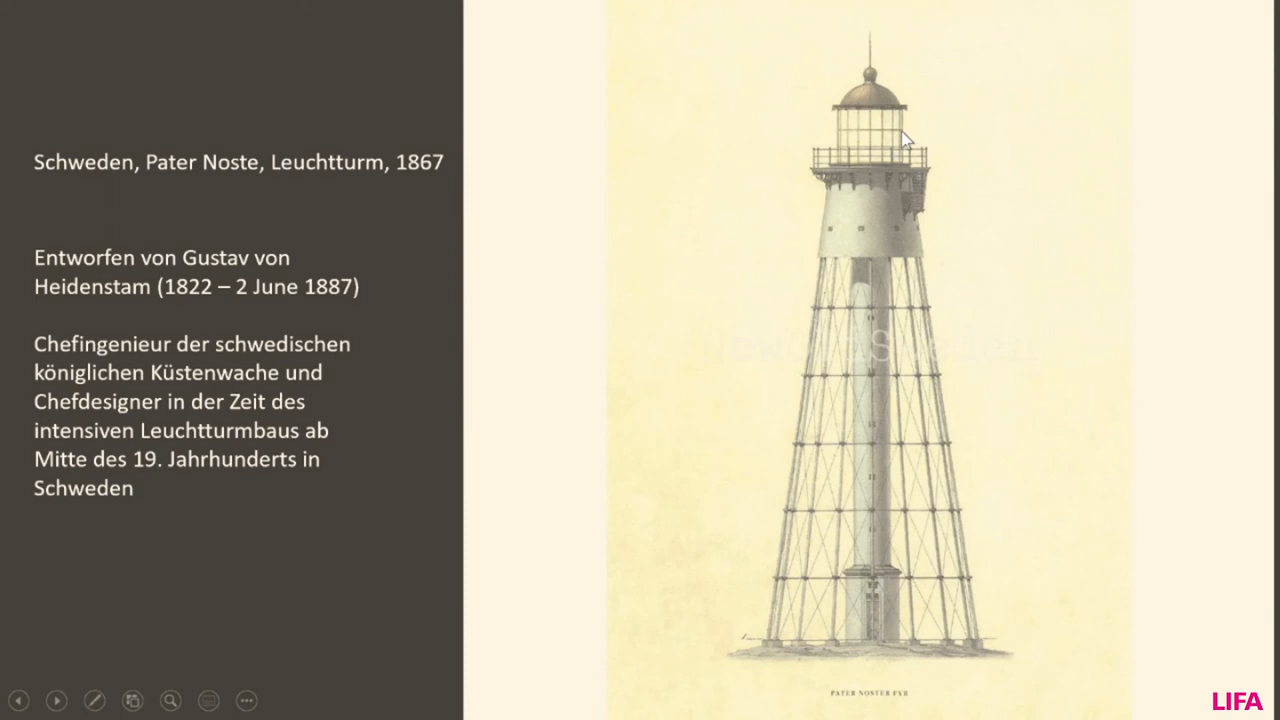 Schweden, Pater Noste, Leuchtturm, 1867
Entworfen von Gustav von
Heidenstam (1822 – 2 June 1887)
Chefingenieur der schwedischen
königlichen Küstenwache und
Chefdesigner in der Zeit des
intensiven Leuchtturmbaus ab
Mitte des 19. Jahrhunderts in
Schweden
PATER NOSTER FYR
LIFA